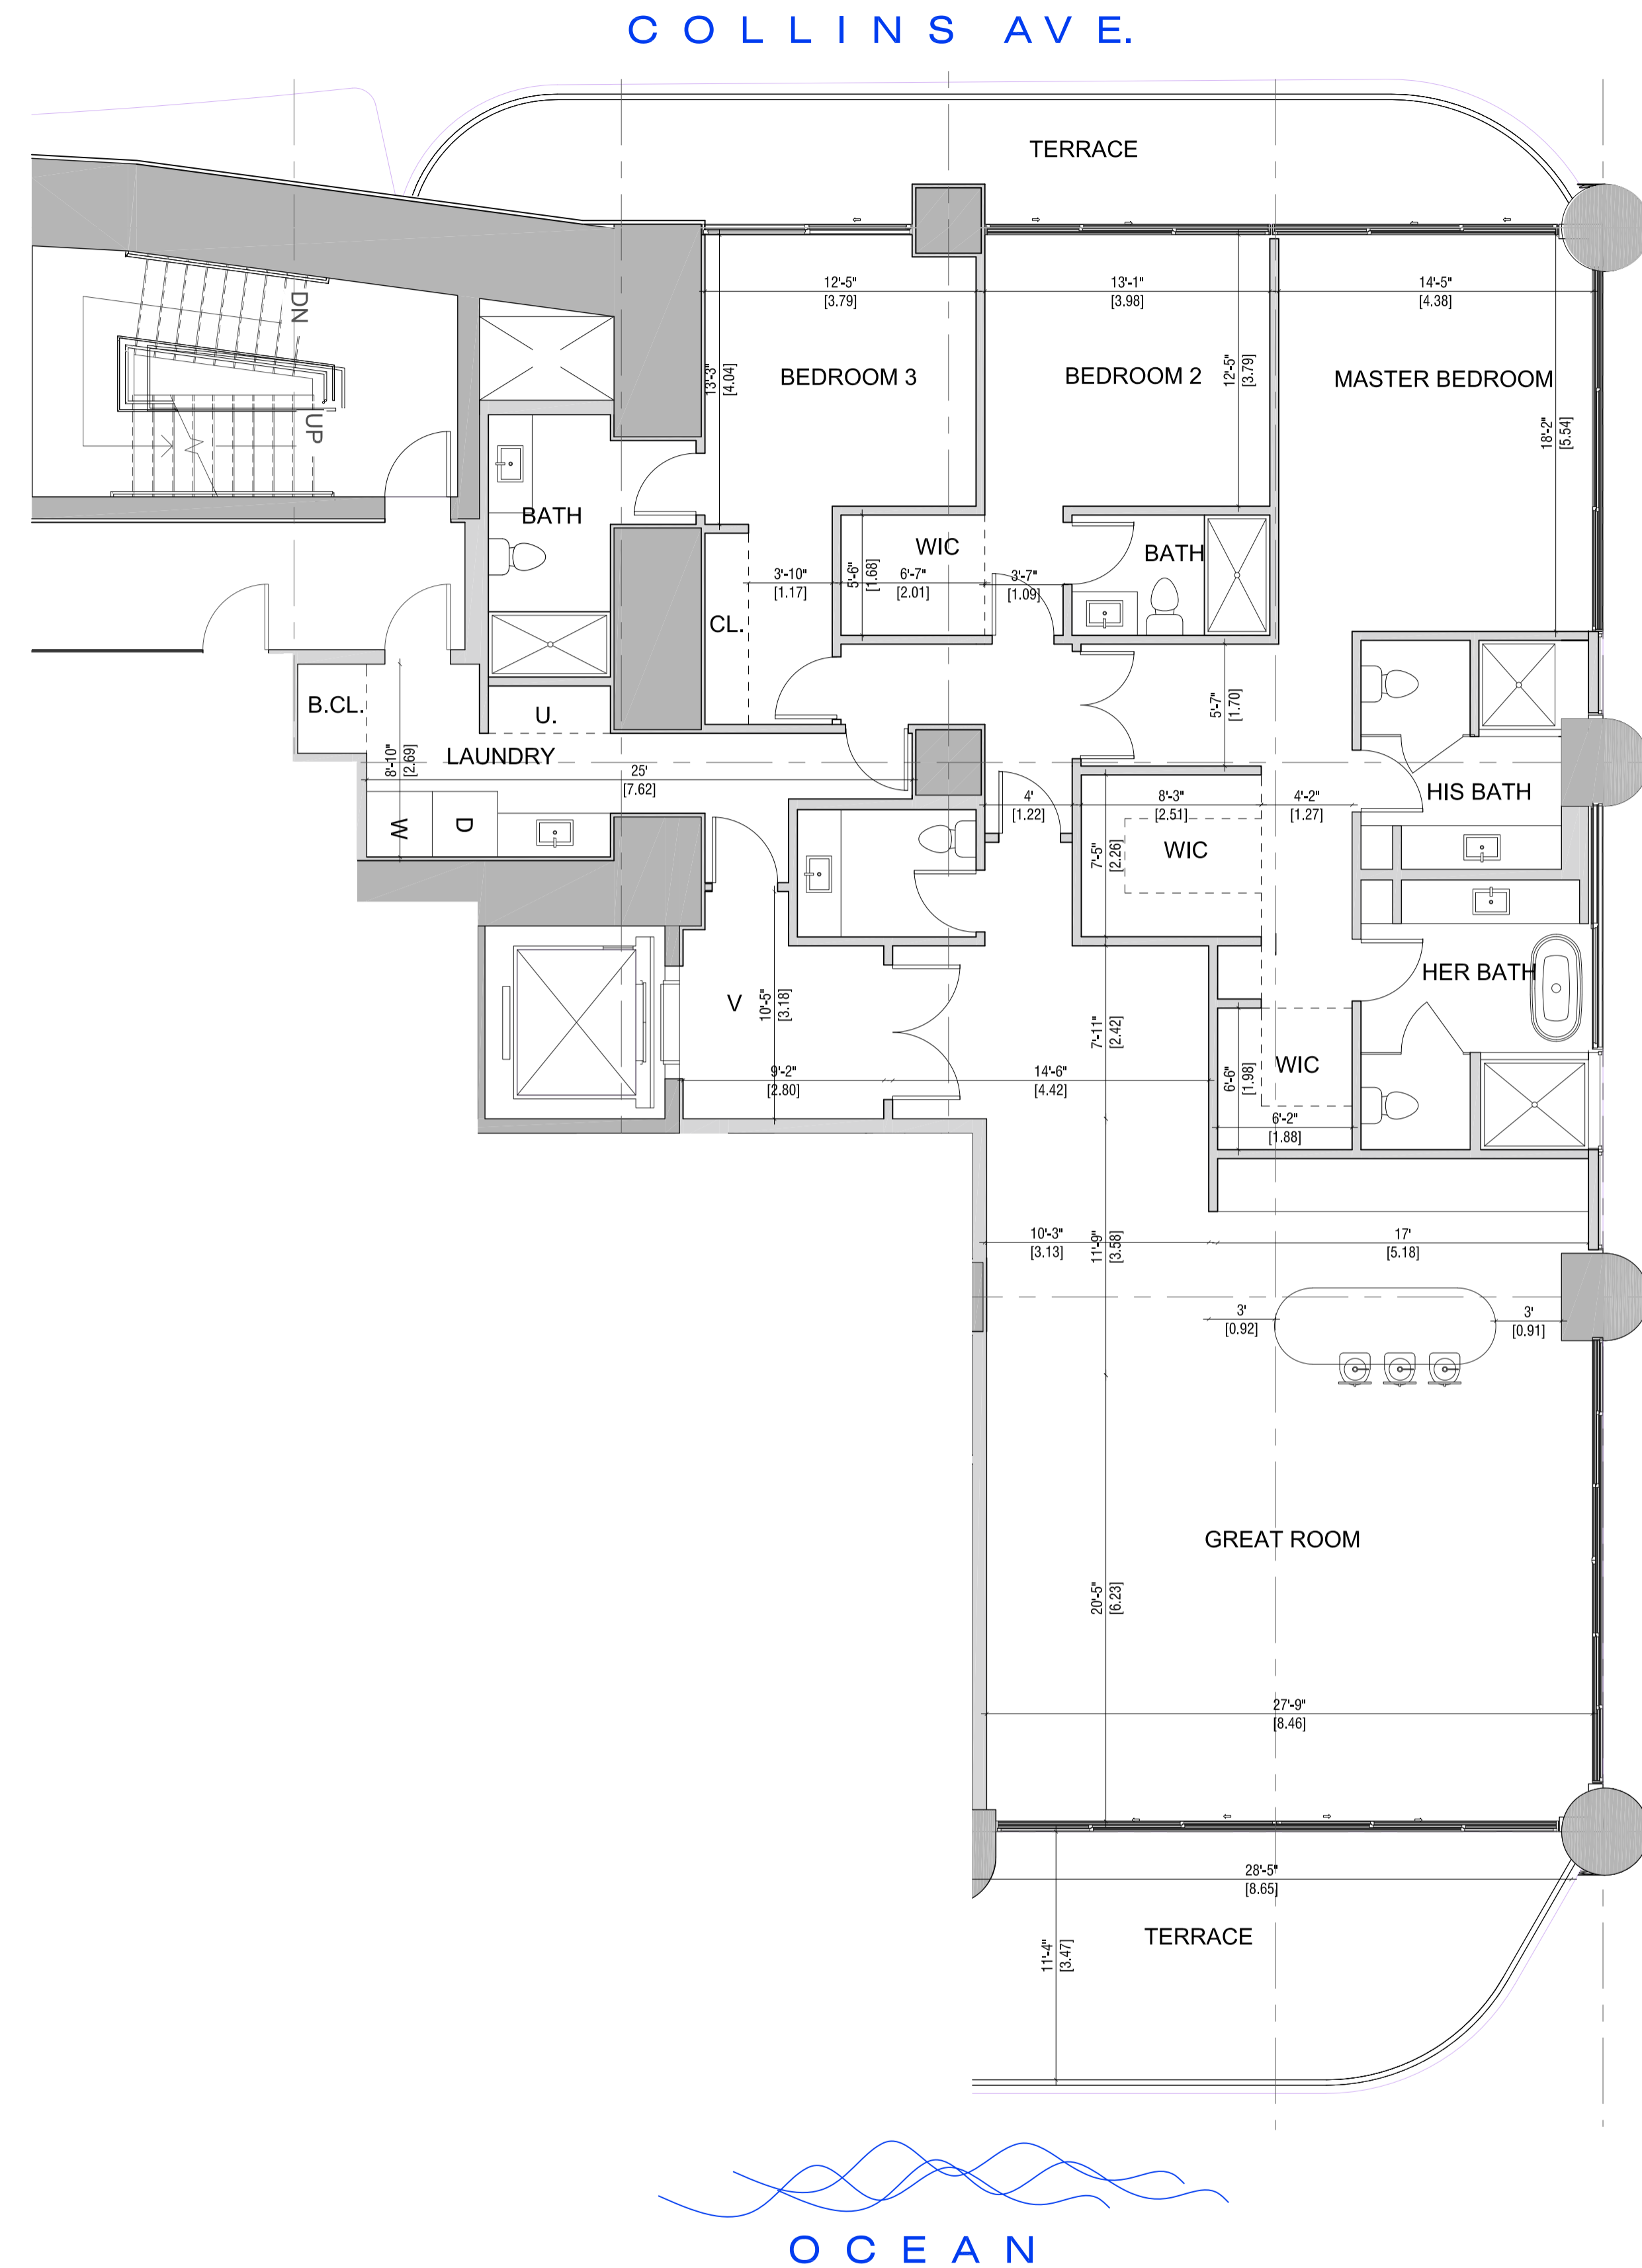 COLLINS AVE.
TERRACE
DN
UP
12'-5"
[3.79]
13'-1"
[3.98]
14'-5"
[4.38]
13'-3"
[4.04]
BEDROOM 3
BEDROOM 2
12'-5"
[3.79]
MASTER BEDROOM
18'-2"
[5.54]
BATH
WIC
BATH
3'-10"
[1.17]
5'-6"
[1.68]
6'-7"
[2.01]
3'-7"
[1.09]
CL.
B.CL.
U.
5'-7"
[1.70]
8'-10"
[2.69]
LAUNDRY
25'
[7.62]
W
D
4'
[1.22]
8'-3"
[2.51]
4'-2"
[1.27]
HIS BATH
7'-5"
[2.26]
WIC
HER BATH
V
10'-5"
[3.18]
7'-11"
[2.42]
9'-2"
[2.80]
14'-6"
[4.42]
WIC
6'-6"
[1.98]
6'-2"
[1.88]
10'-3"
[3.13]
11'-9"
[3.58]
17'
[5.18]
3'
[0.92]
3'
[0.91]
GREAT ROOM
20'-5"
[6.23]
27'-9"
[8.46]
28'-5"
[8.65]
TERRACE
11'-4"
[3.47]
OCEAN